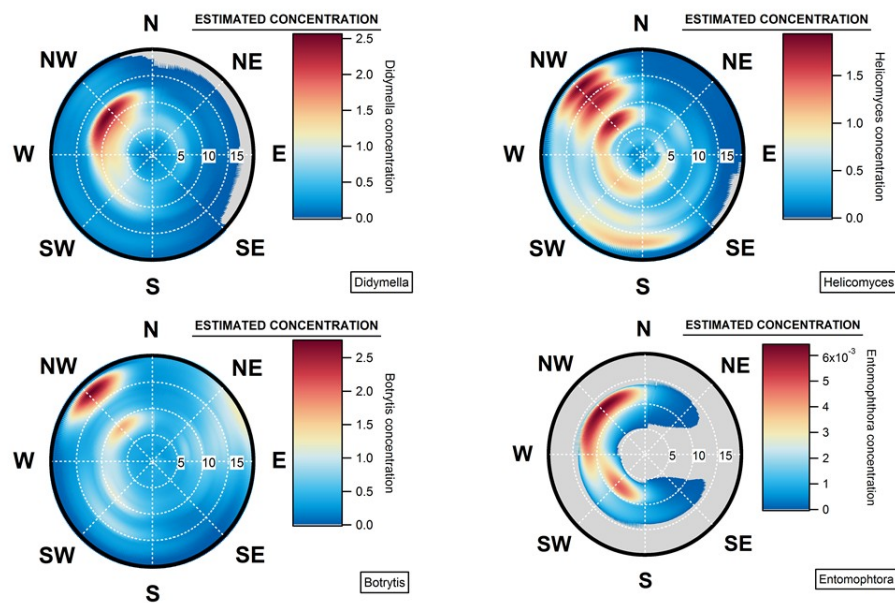 ESTIMATED CONCENTRATION
N
NW
NE
W
E
SW
SE
S
5
10
15
2.5
2.0
1.5
1.0
0.5
0.0
Didymella concentration
Didymella
ESTIMATED CONCENTRATION
N
NW
NE
W
E
SW
SE
S
5
10
15
1.5
1.0
0.5
0.0
Helicomyces concentration
Helicomyces
ESTIMATED CONCENTRATION
N
NW
NE
W
E
SW
SE
S
5
10
15
2.5
2.0
1.5
1.0
0.5
0.0
Botrytis concentration
Botrytis
ESTIMATED CONCENTRATION
N
NW
NE
W
SW
SE
S
5
10
15
6x10⁻³
5
4
3
2
1
0
Entomophthora concentration
Entomophtora